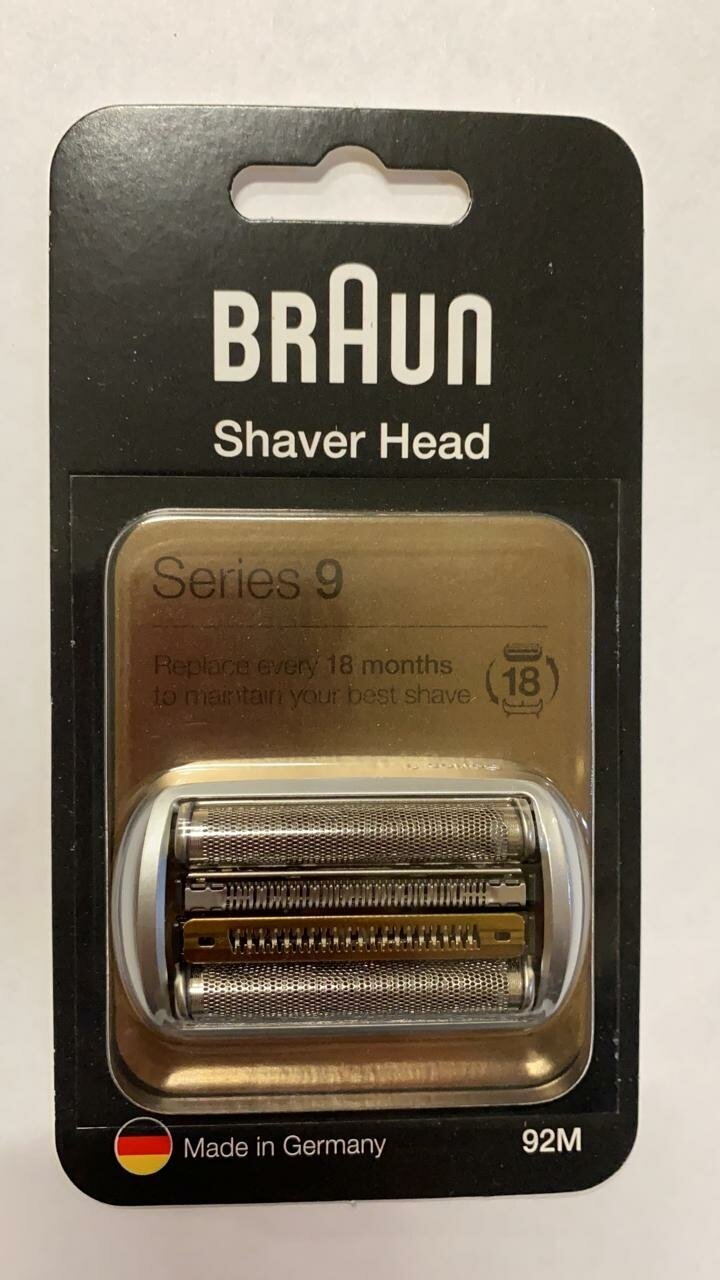 BRAUN
Shaver Head
Series 9
Replace every 18 months
to maintain your best shave
18
Made in Germany
92M